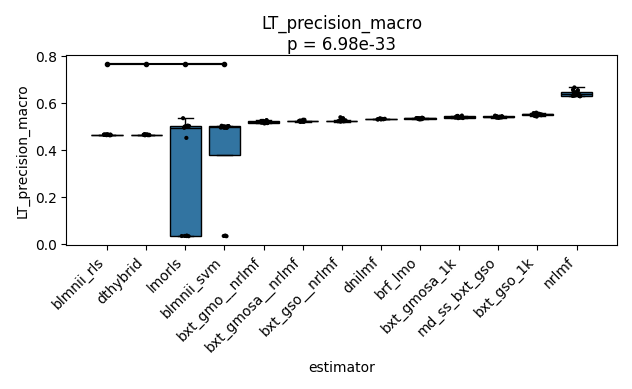 LT_precision_macro
p = 6.98e-33
LT_precision_macro
0.8
0.6
0.4
0.2
0.0
blmnii_rls
dthybrid
lmorls
blmnii_svm
bxt_gmo__nrlmf
bxt_gmosa__nrlmf
bxt_gso__nrlmf
dnilmf
brf_lmo
bxt_gmosa_1k
md_ss_bxt_gso
bxt_gso_1k
nrlmf
estimator